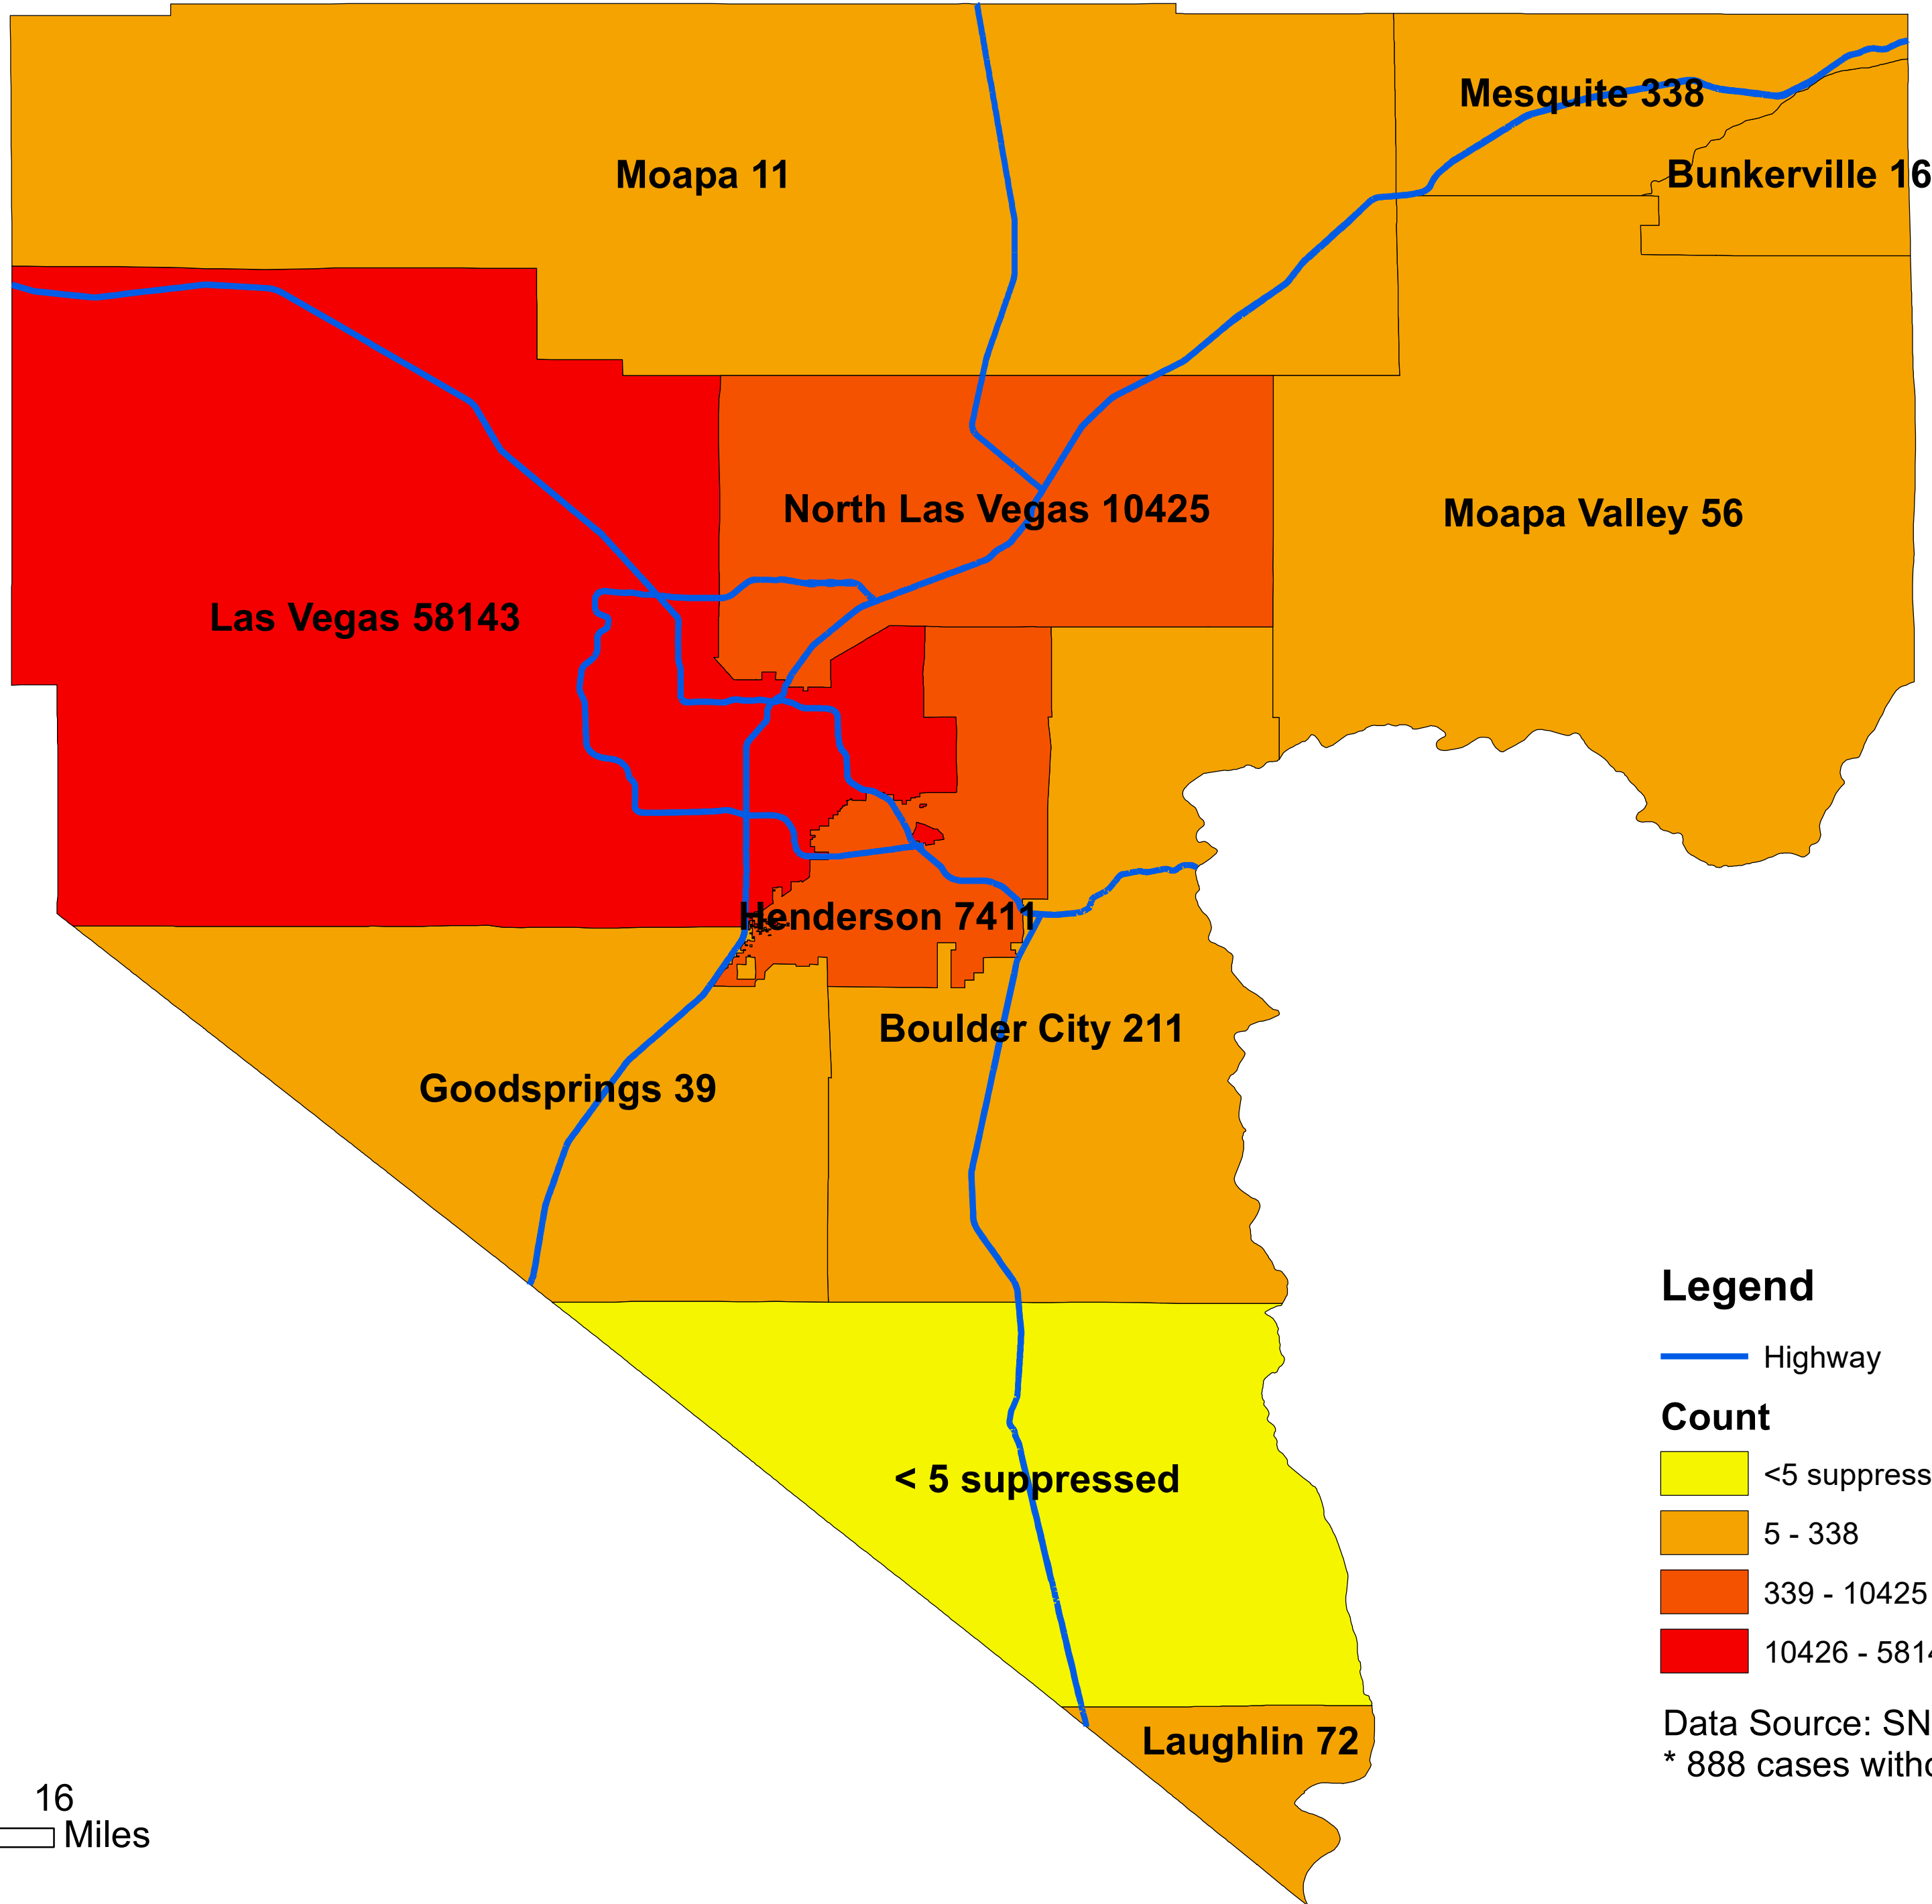 Mesquite 338
Moapa 11
Bunkerville 16
North Las Vegas 10425
Moapa Valley 56
Las Vegas 58143
Henderson 7411
Boulder City 211
Goodsprings 39
< 5 suppressed
Laughlin 72
Legend
Highway
Count
<5 suppress
5 - 338
339 - 10425
10426 - 5814
Data Source: SN
* 888 cases witho
16
Miles